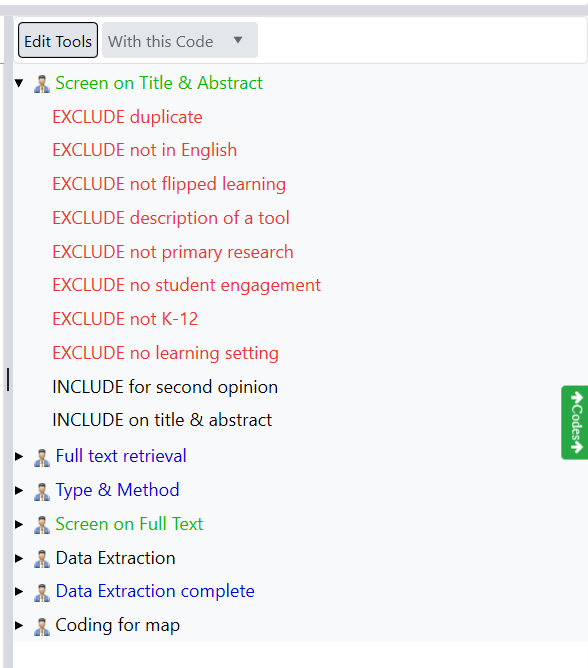 Edit Tools With this Code
Screen on Title & Abstract
EXCLUDE duplicate
EXCLUDE not in English
EXCLUDE not flipped learning
EXCLUDE description of a tool
EXCLUDE not primary research
EXCLUDE no student engagement
EXCLUDE not K-12
EXCLUDE no learning setting
INCLUDE for second opinion
INCLUDE on title & abstract
Codes
Full text retrieval
Type & Method
Screen on Full Text
Data Extraction
Data Extraction complete
Coding for map